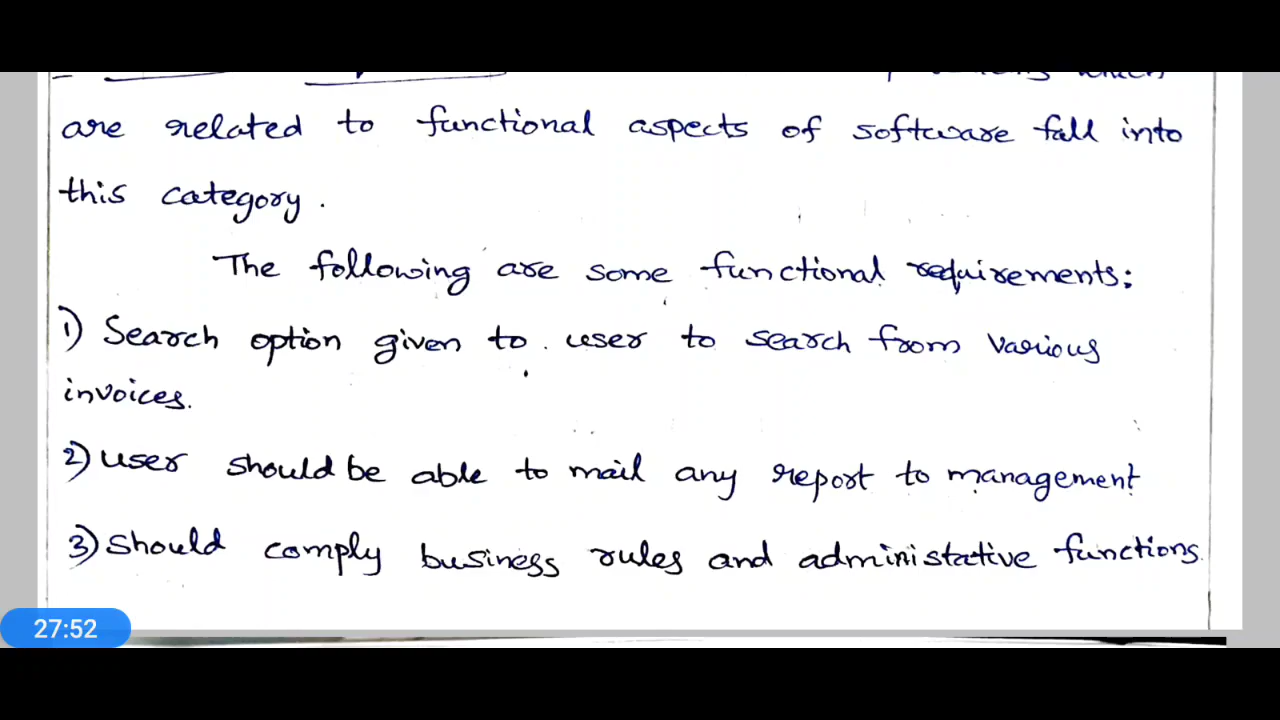 which
are related to functional aspects of software fall into
this category.
The following are some functional requirements:
1) Search option given to user to search from various
invoices.
2) user should be able to mail any report to management
3) should comply business rules and administative functions.
27:52